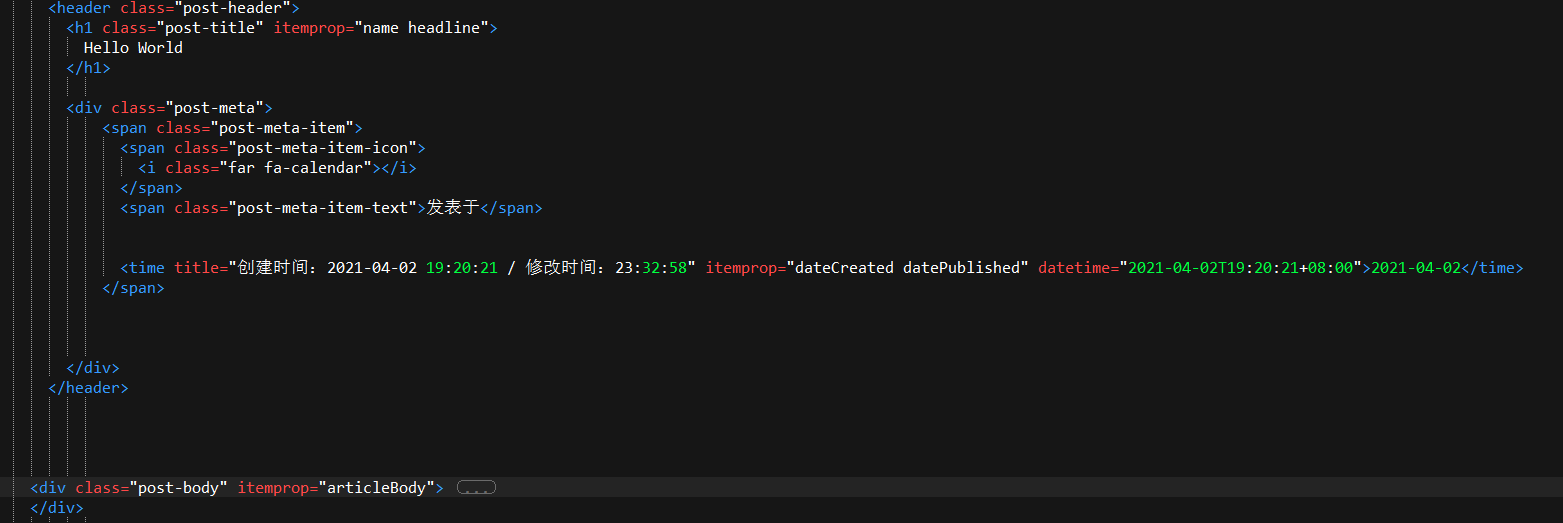 <header class="post-header">
<h1 class="post-title" itemprop="name headline">
Hello World
</h1>
<div class="post-meta">
<span class="post-meta-item">
<span class="post-meta-item-icon">
<i class="far fa-calendar"></i>
</span>
<span class="post-meta-item-text">发表于</span>
<time title="创建时间：2021-04-02 19:20:21 / 修改时间：23:32:58" itemprop="dateCreated datePublished" datetime="2021-04-02T19:20:21+08:00">2021-04-02</time>
</span>
</div>
</header>
<div class="post-body" itemprop="articleBody"> ...
</div>